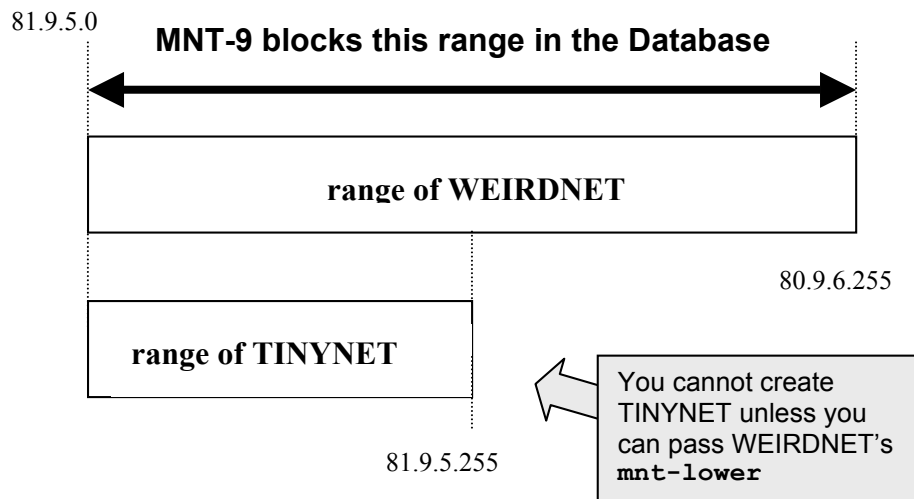 81.9.5.0
MNT-9 blocks this range in the Database
range of WEIRDNET
80.9.6.255
range of TINYNET
You cannot create
TINYNET unless you
can pass WEIRDNET’s
mnt-lower
81.9.5.255